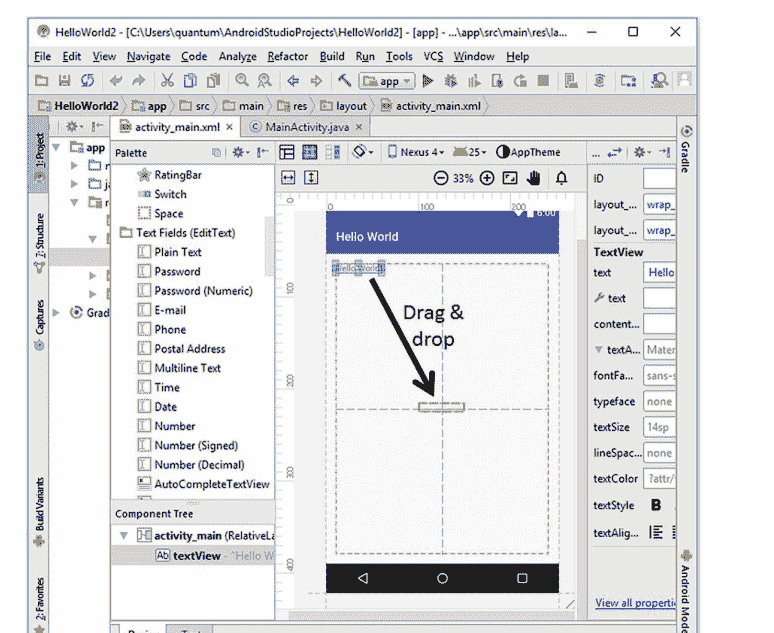 HelloWorld2 - [C:\Users\quantum\AndroidStudioProjects\HelloWorld2] - [app] - ...\app\src\main\res\la...
File Edit View Navigate Code Analyze Refactor Build Run Tools VCS Window Help
app
HelloWorld2 app src main res layout activity_main.xml
activity_main.xml MainActivity.java
1: Project
Z: Structure
Captures
Build Variants
2: Favorites
app
Grad
Palette
RatingBar
Switch
Space
Text Fields (EditText)
Plain Text
Password
Password (Numeric)
E-mail
Phone
Postal Address
Multiline Text
Time
Date
Number
Number (Signed)
Number (Decimal)
AutoCompleteTextView
Component Tree
activity_main (RelativeLa
Ab textView - "Hello W
Nexus 4 25 AppTheme
33%
0 100 200
0
100
200
300
400
6:00
Hello World
Hello World!
Drag &
drop
...
ID
layout_... wrap_
layout_... wrap_
TextView
text Hello
text
content...
textA... Mater
fontFa... sans-s
typeface none
textSize 14sp
lineSpac... none
textColor ?attr/
textStyle B
textAlig...
View all properti
Gradle
Android Mode